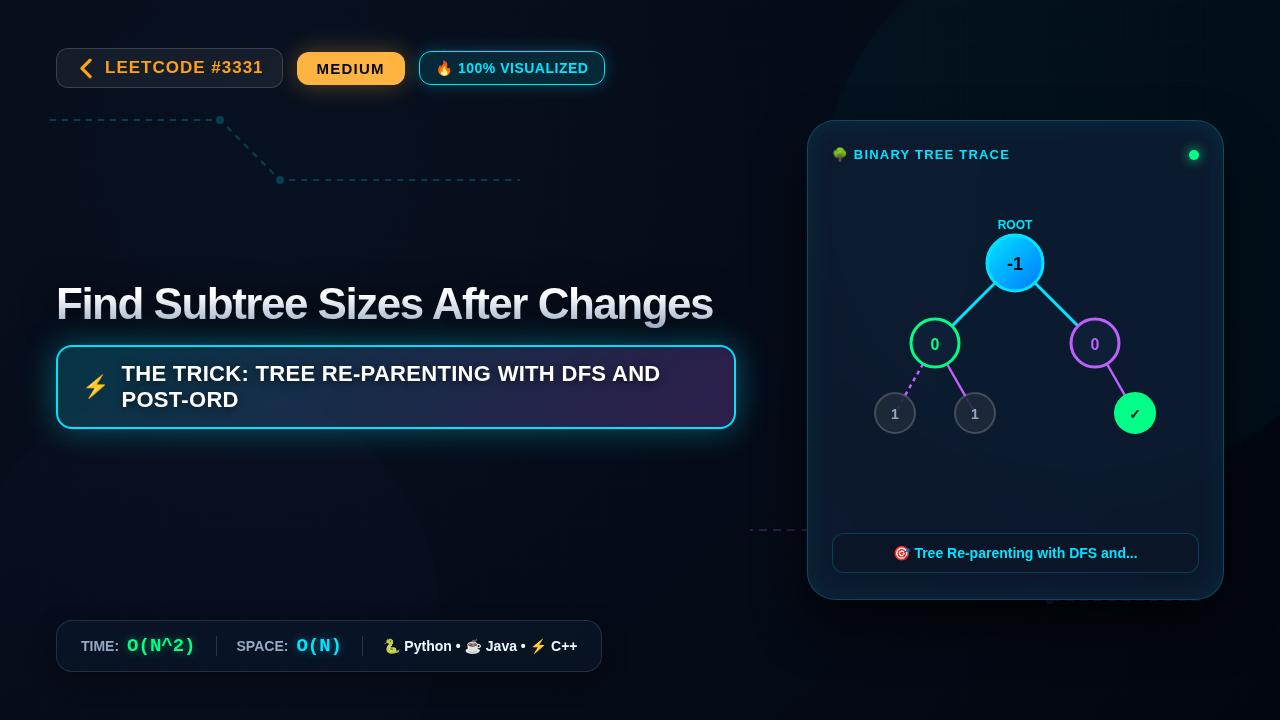 LEETCODE #3331
MEDIUM
🔥 100% VISUALIZED
Find Subtree Sizes After Changes
⚡ THE TRICK: TREE RE-PARENTING WITH DFS AND
POST-ORD
TIME: O(N^2)
SPACE: O(N)
🐍 Python • ☕ Java • ⚡ C++
🌳 BINARY TREE TRACE
ROOT
-1
0
0
1
1
✓
🎯 Tree Re-parenting with DFS and...